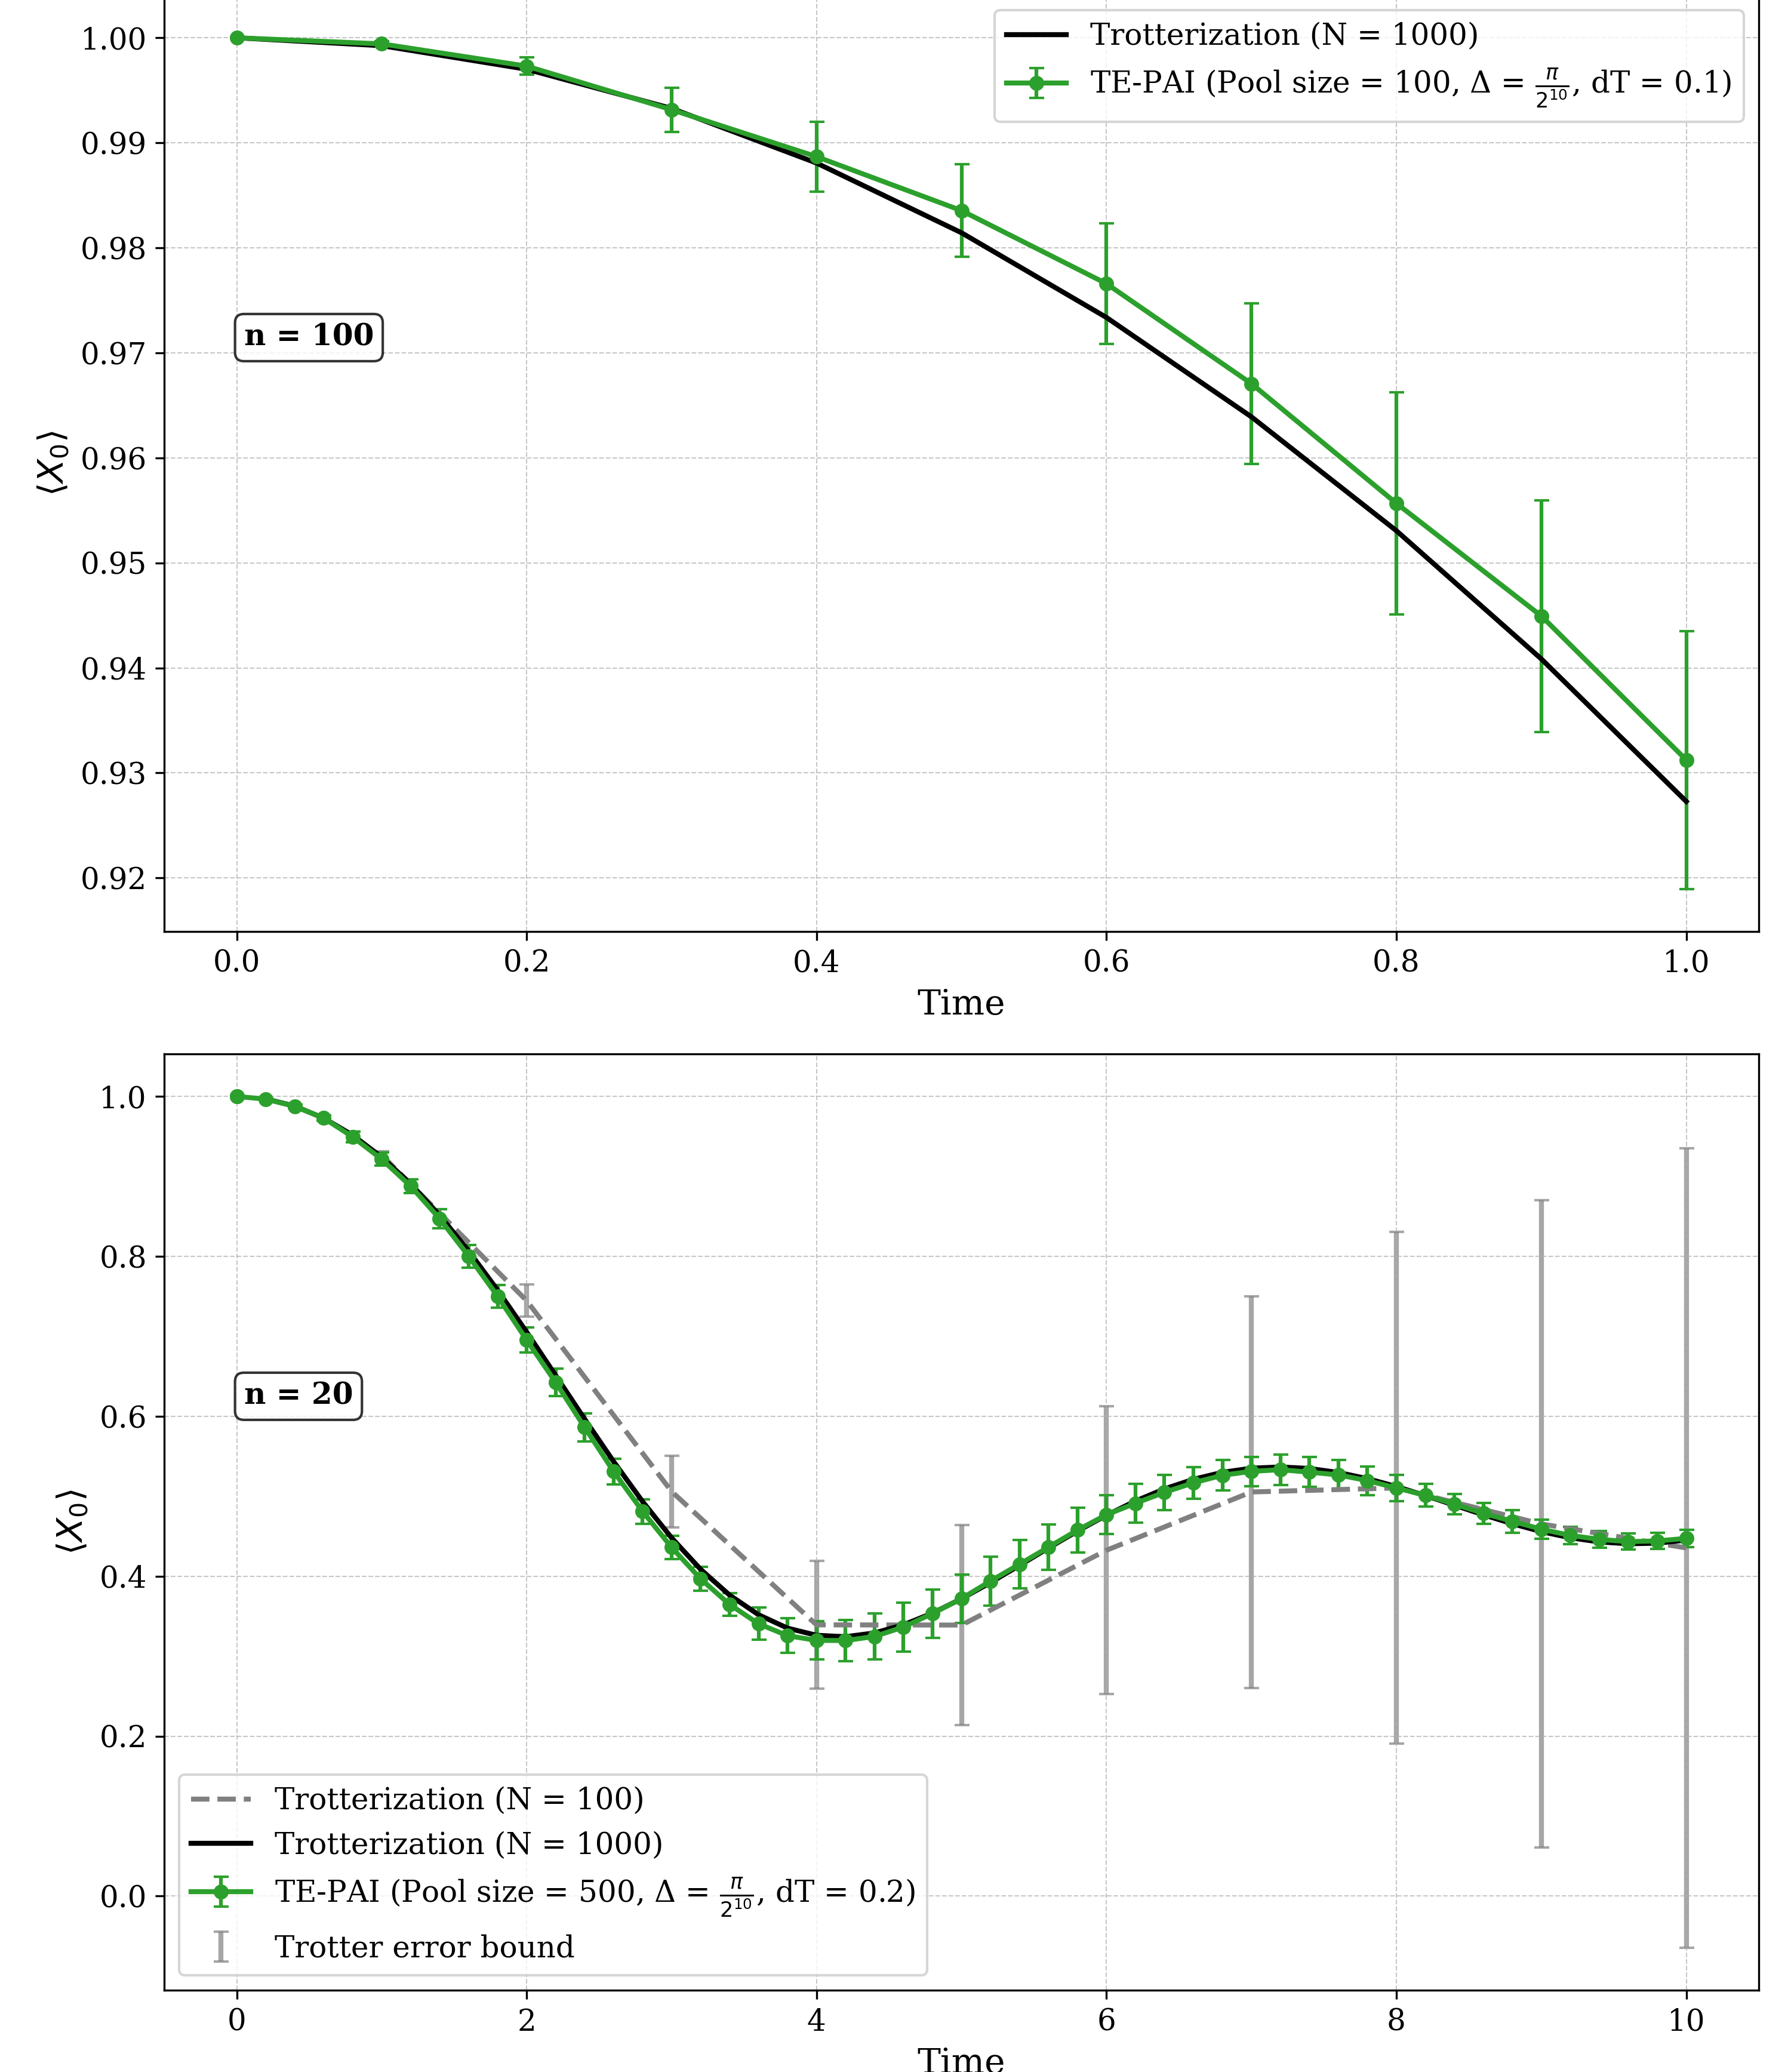 1.00
0.99
0.98
0.97
0.96
0.95
0.94
0.93
0.92
⟨X₀⟩
Trotterization (N = 1000)
TE-PAI (Pool size = 100, Δ = π/2¹⁰, dT = 0.1)
n = 100
0.0 0.2 0.4 0.6 0.8 1.0
Time
1.0
0.8
0.6
0.4
0.2
0.0
⟨X₀⟩
n = 20
Trotterization (N = 100)
Trotterization (N = 1000)
TE-PAI (Pool size = 500, Δ = π/2¹⁰, dT = 0.2)
Trotter error bound
0 2 4 6 8 10
Time